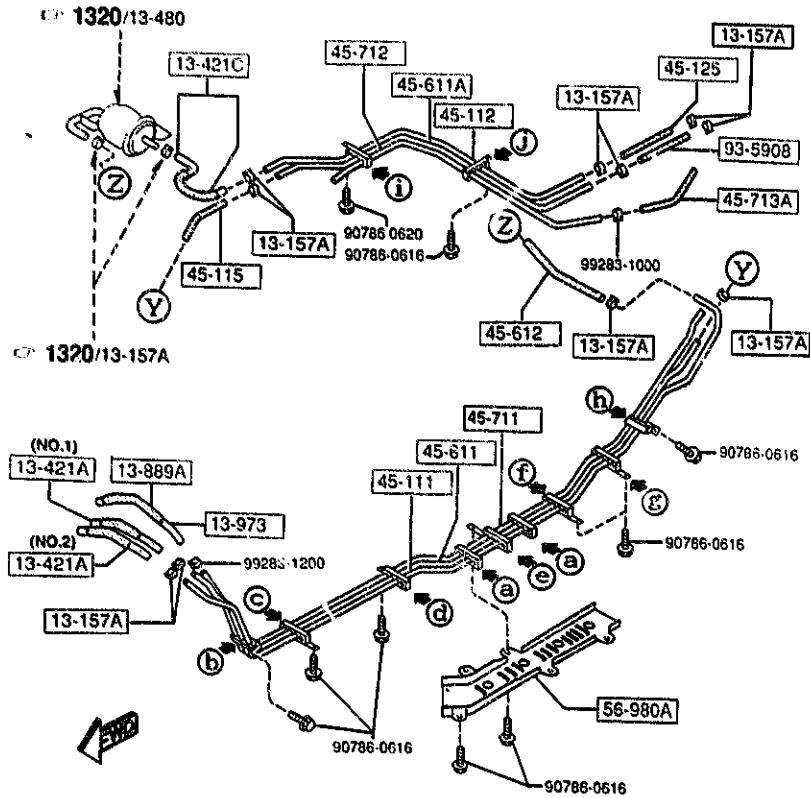 1320/13-480
13-421C
45-712
45-611A
45-112
j
13-157A
45-125
13-157A
93-5908
45-713A
Z
i
90786-0620
90786-0616
13-157A
45-115
Y
Z
99283-1000
Y
45-612
13-157A
13-157A
1320/13-157A
h
90786-0616
45-711
45-611
45-111
f
g
90786-0616
(NO.1)
13-421A
13-889A
13-973
(NO.2)
13-421A
99283-1200
13-157A
c
b
d
a
e
a
56-980A
FWD
90786-0616
90786-0616